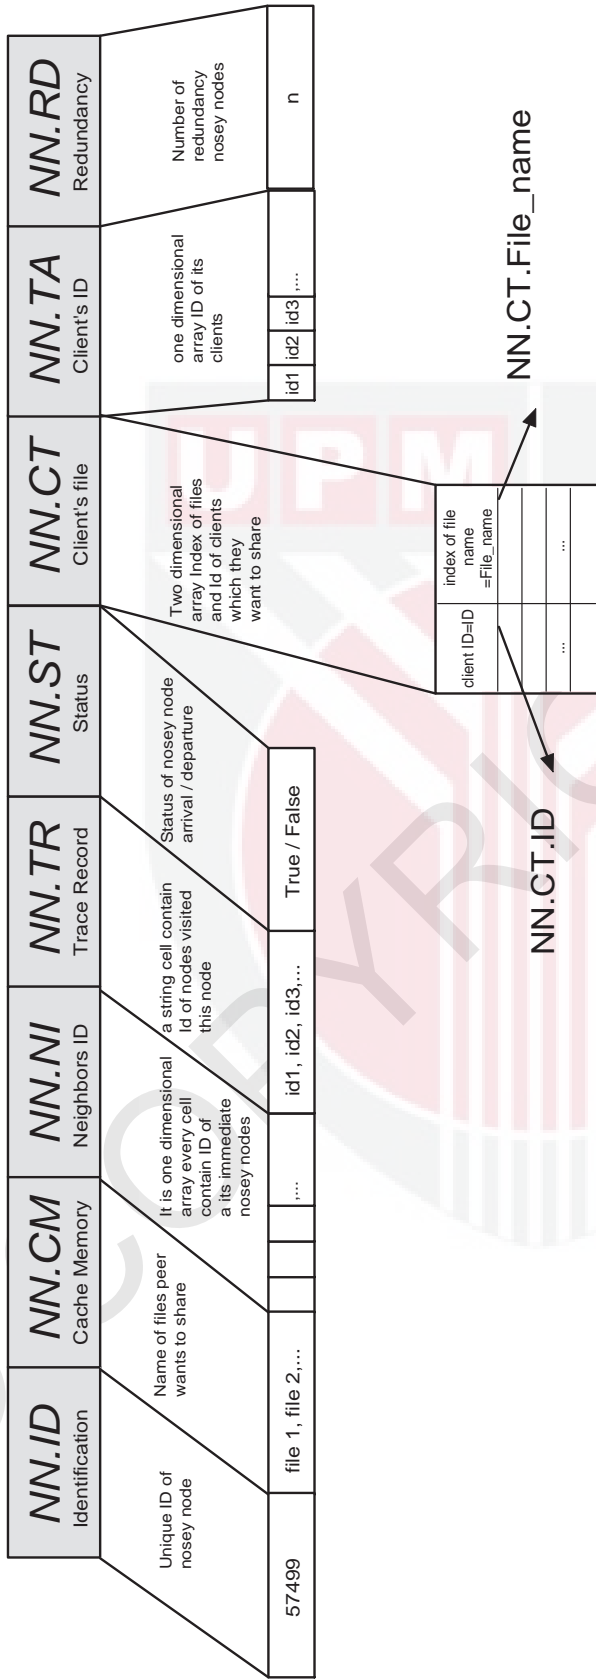 NN.ID
Identification
NN.CM
Cache Memory
NN.NI
Neighbors ID
NN.TR
Trace Record
NN.ST
Status
NN.CT
Client's file
NN.TA
Client's ID
NN.RD
Redundancy
Unique ID of
nosey node
Name of files peer
wants to share
It is one dimensional
array every cell
contain ID of
a its immediate
nosey nodes
a string cell contain
Id of nodes visited
this node
Status of nosey node
arrival / departure
Two dimensional
array Index of files
and Id of clients
which they
want to share
one dimensional
array ID of its
clients
Number of
redundancy
nosey nodes
57499
file 1, file 2,...
,...
id1, id2, id3,...
True / False
id1 id2 id3 ,...
n
client ID=ID
index of file
name
=File_name
...
...
NN.CT.ID
NN.CT.File_name
UPM
COPYRIG